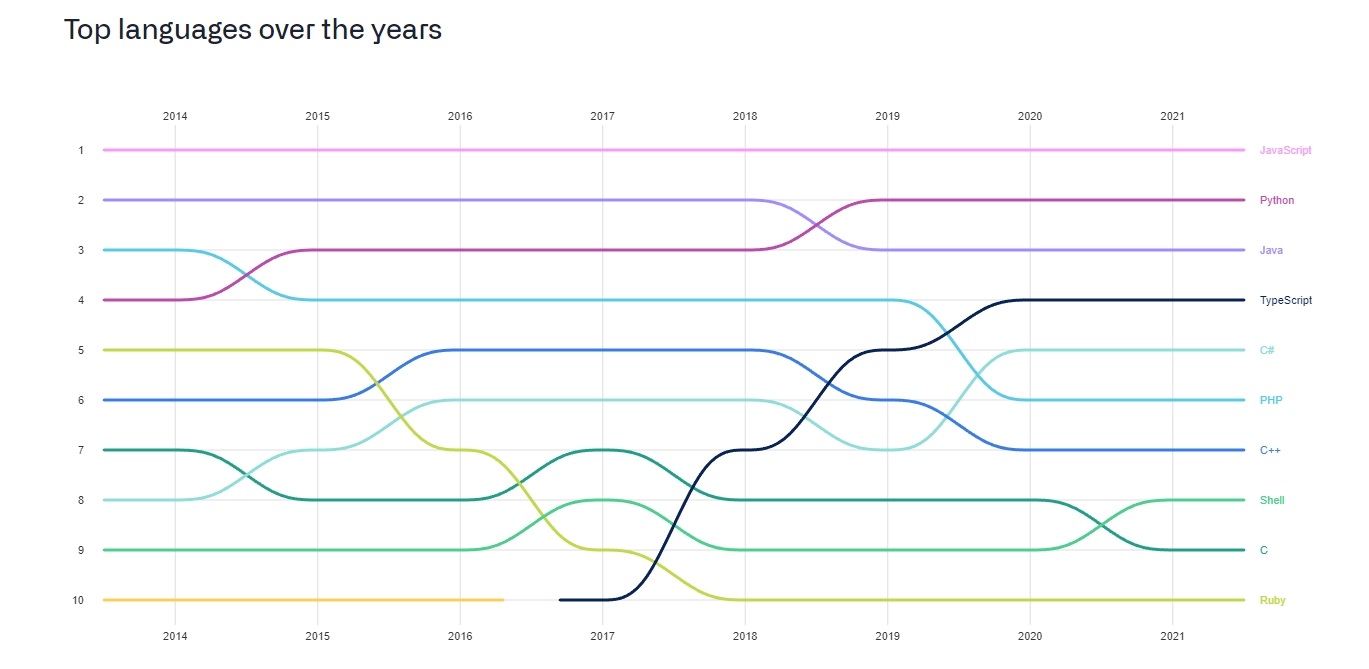 Top languages over the years
2014 2015 2016 2017 2018 2019 2020 2021
1 JavaScript
2 Python
3 Java
4 TypeScript
5 C#
6 PHP
7 C++
8 Shell
9 C
10 Ruby
2014 2015 2016 2017 2018 2019 2020 2021